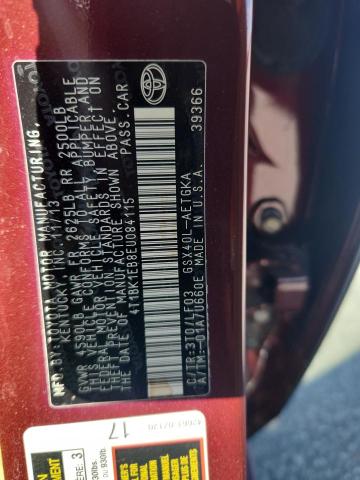 MFD. BY: TOYOTA MOTOR MANUFACTURING,
KENTUCKY, INC. 11/13
GVWR 4590LB GAWR FR 2625LB RR 2500LB
THIS VEHICLE CONFORMS TO ALL APPLICABLE
FEDERAL MOTOR VEHICLE SAFETY, BUMPER, AND
THEFT PREVENTION STANDARDS IN EFFECT ON
THE DATE OF MANUFACTURE SHOWN ABOVE.
4T1BK1EB8EU084115 PASS. CAR
C/TR: 3T0/LF03 GSX40L-AETGKA
A/TM: -01A/U660E MADE IN U.S.A.
39366
TOYOTA
17